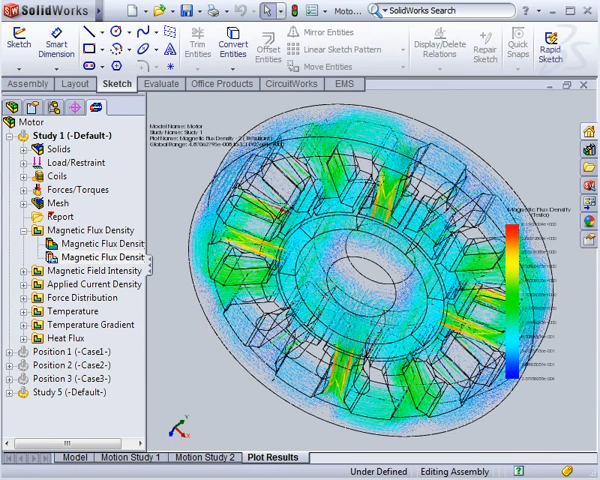 SolidWorks
Moto...
SolidWorks Search
Sketch
Smart Dimension
Trim Entities
Convert Entities
Offset Entities
Mirror Entities
Linear Sketch Pattern
Move Entities
Display/Delete Relations
Repair Sketch
Quick Snaps
Rapid Sketch
Assembly
Layout
Sketch
Evaluate
Office Products
CircuitWorks
EMS
Motor
Study 1 (-Default-)
Solids
Load/Restraint
Coils
Forces/Torques
Mesh
Report
Magnetic Flux Density
Magnetic Flux Densit
Magnetic Flux Densit
Magnetic Field Intensity
Applied Current Density
Force Distribution
Temperature
Temperature Gradient
Heat Flux
Position 1 (-Case1-)
Position 2 (-Case2-)
Position 3 (-Case3-)
Study 5 (-Default-)
Model Name: Motor
Study Name: Study 1
Magnetic Flux Density
(Tesla)
Model
Motion Study 1
Motion Study 2
Plot Results
Under Defined
Editing Assembly